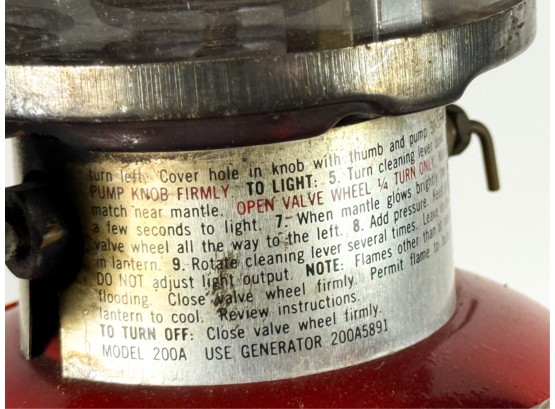 turn left. Cover hole in knob with thumb and pump
PUMP KNOB FIRMLY TO LIGHT: 5. Turn cleaning lever
match near mantle. OPEN VALVE WHEEL ¼ TURN ONLY,
a few seconds to light. 7. When mantle glows brightly
valve wheel all the way to the left. 8. Add pressure.
in lantern. 9. Rotate cleaning lever several times. Leave
DO NOT adjust light output. NOTE: Flames other than
flooding. Close valve wheel firmly. Permit flame to
lantern to cool. Review instructions.
TO TURN OFF: Close valve wheel firmly.
MODEL 200A USE GENERATOR 200A5891